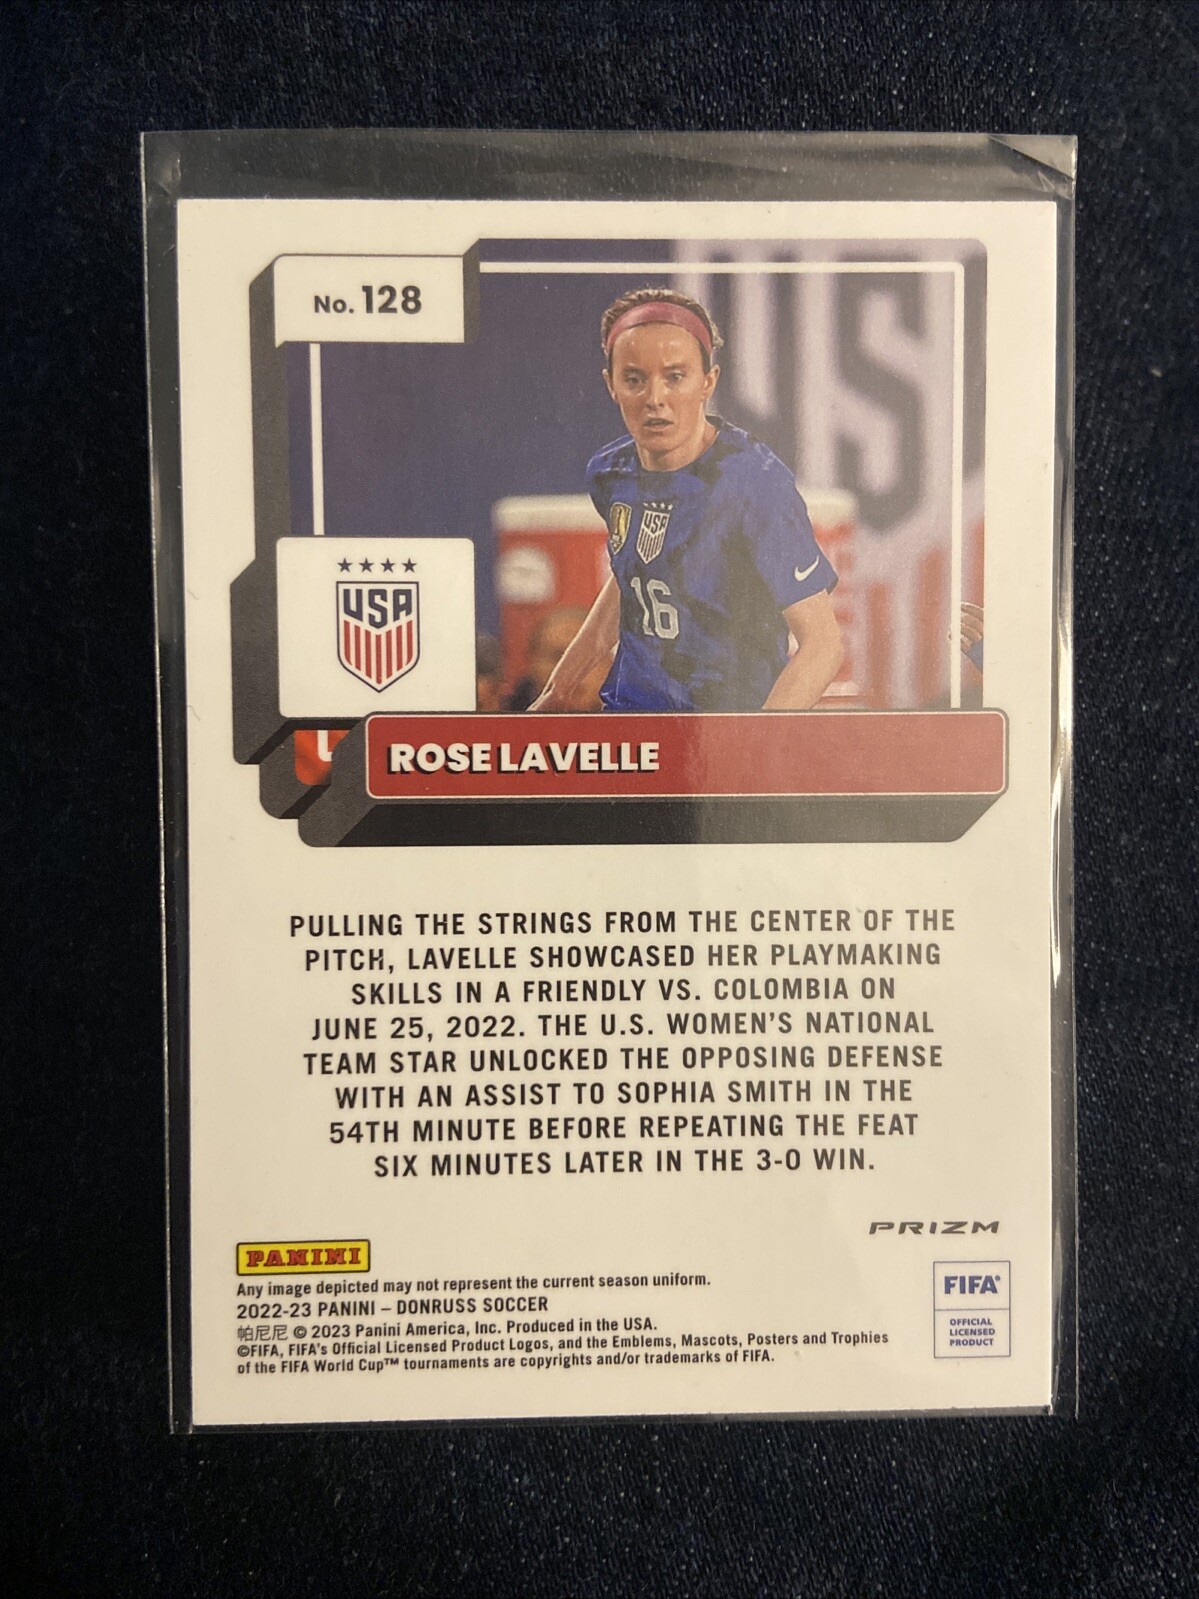 No. 128
US
USA
USA
16
ROSE LAVELLE
PULLING THE STRINGS FROM THE CENTER OF THE
PITCH, LAVELLE SHOWCASED HER PLAYMAKING
SKILLS IN A FRIENDLY VS. COLOMBIA ON
JUNE 25, 2022. THE U.S. WOMEN'S NATIONAL
TEAM STAR UNLOCKED THE OPPOSING DEFENSE
WITH AN ASSIST TO SOPHIA SMITH IN THE
54TH MINUTE BEFORE REPEATING THE FEAT
SIX MINUTES LATER IN THE 3-0 WIN.
PRIZM
PANINI
Any image depicted may not represent the current season uniform.
2022-23 PANINI – DONRUSS SOCCER
帕尼尼 © 2023 Panini America, Inc. Produced in the USA.
©FIFA, FIFA's Official Licensed Product Logos, and the Emblems, Mascots, Posters and Trophies
of the FIFA World Cup™ tournaments are copyrights and/or trademarks of FIFA.
FIFA®
OFFICIAL
LICENSED
PRODUCT